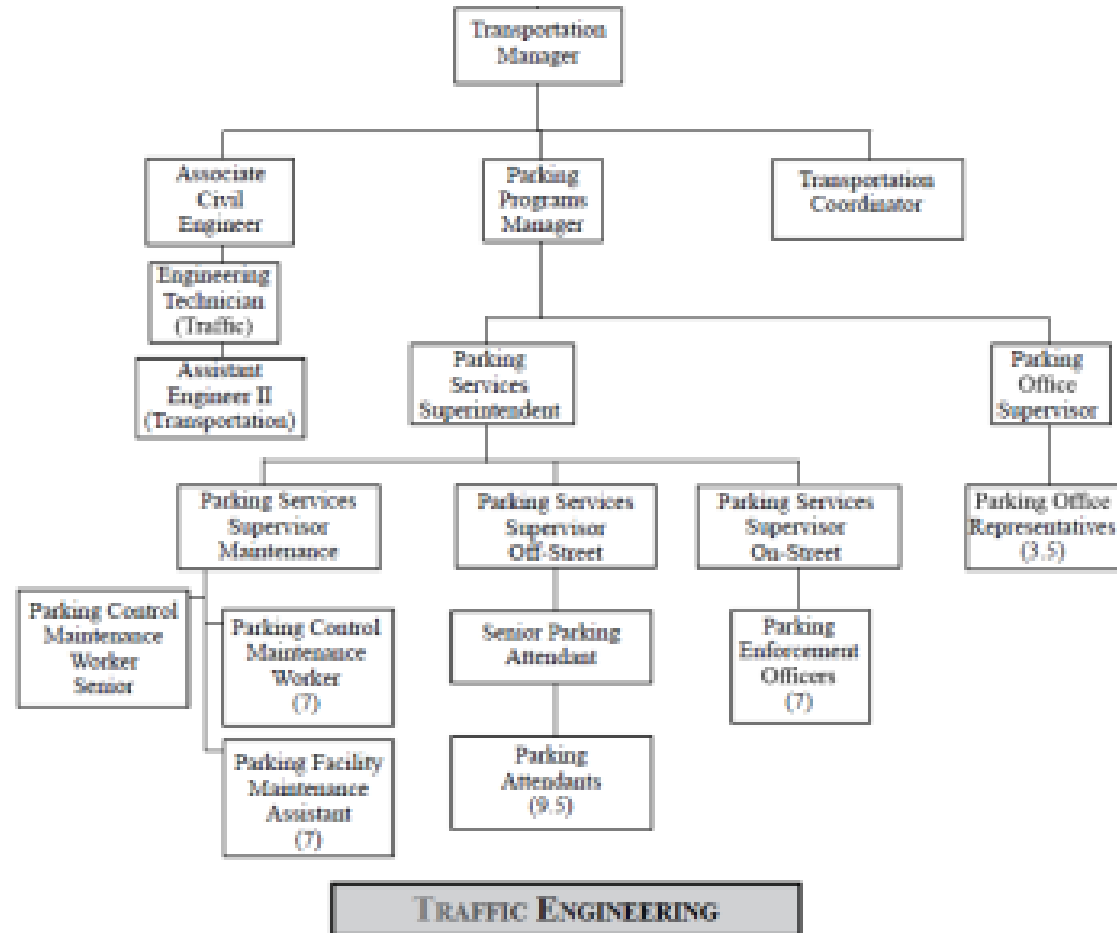 Transportation
Manager
Associate
Civil
Engineer
Parking
Programs
Manager
Transportation
Coordinator
Engineering
Technician
(Traffic)
Assistant
Engineer II
(Transportation)
Parking
Services
Superintendent
Parking
Office
Supervisor
Parking Services
Supervisor
Maintenance
Parking Services
Supervisor
Off-Street
Parking Services
Supervisor
On-Street
Parking Office
Representatives
(3.5)
Parking Control
Maintenance
Worker
Senior
Parking Control
Maintenance
Worker
(7)
Senior Parking
Attendant
Parking
Enforcement
Officers
(7)
Parking Facility
Maintenance
Assistant
(7)
Parking
Attendants
(9.5)
TRAFFIC ENGINEERING